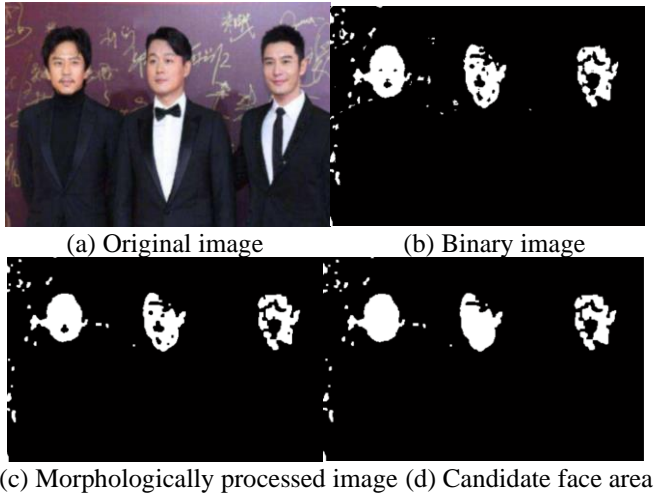 (a) Original image
(b) Binary image
(c) Morphologically processed image
(d) Candidate face area